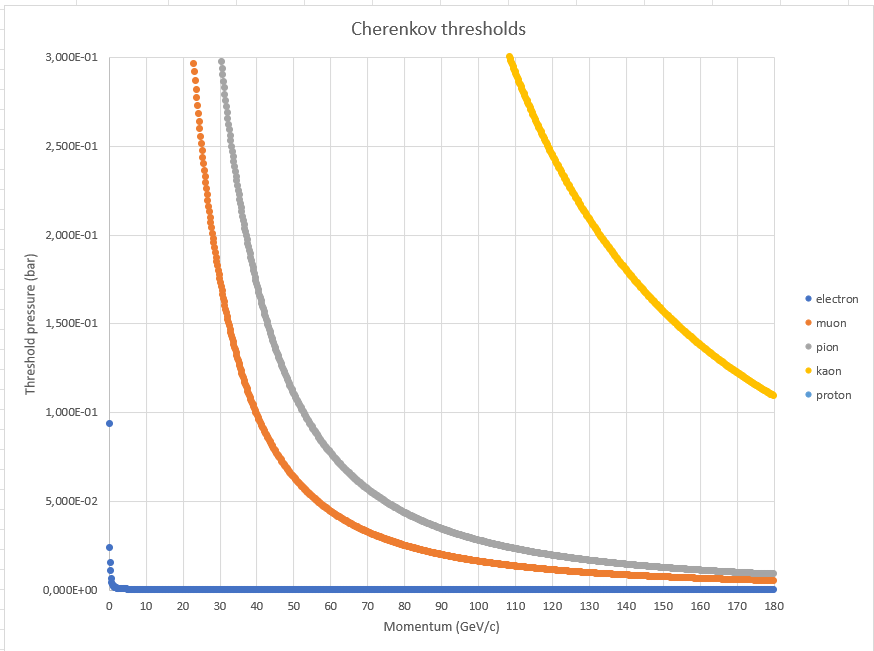 Cherenkov thresholds
3,000E-01
2,500E-01
2,000E-01
1,500E-01
1,000E-01
5,000E-02
0,000E+00
Threshold pressure (bar)
0 10 20 30 40 50 60 70 80 90 100 110 120 130 140 150 160 170 180
Momentum (GeV/c)
electron
muon
pion
kaon
proton